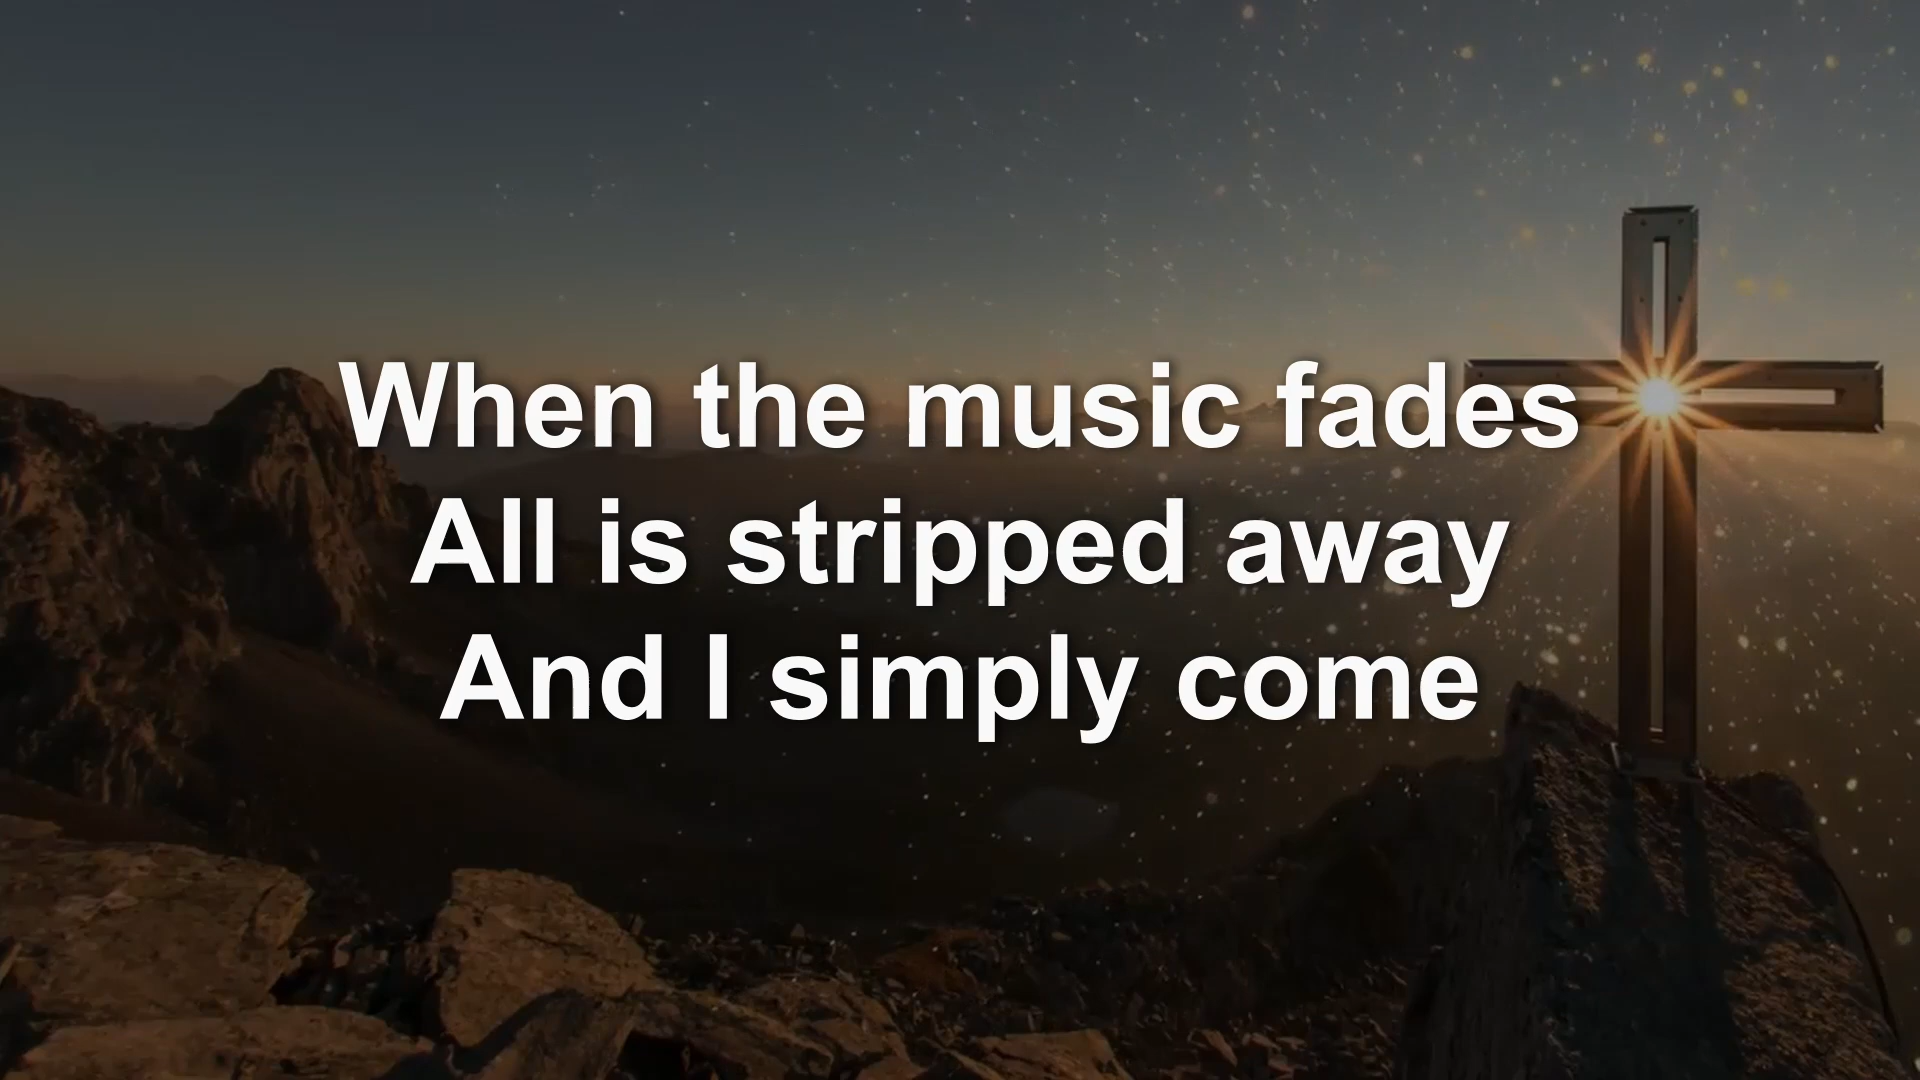 When the music fades
All is stripped away
And I simply come